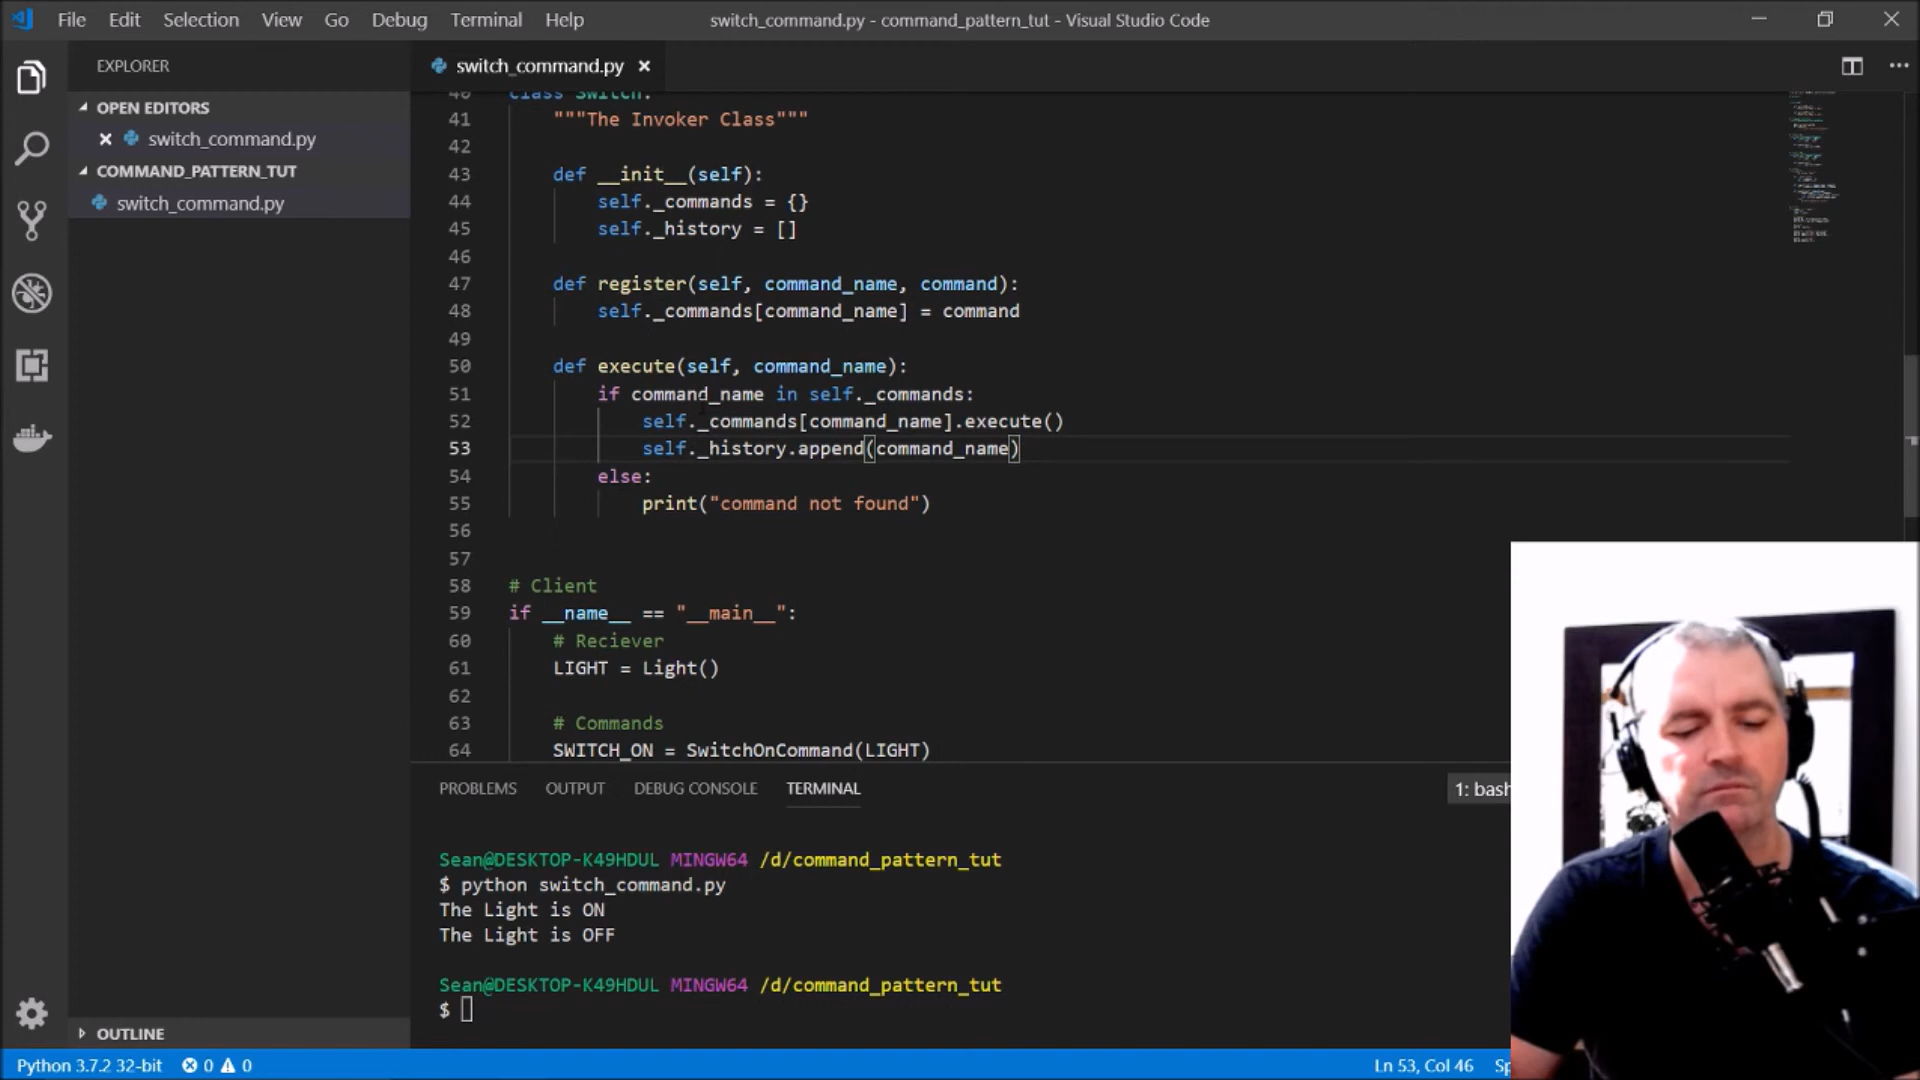 File Edit Selection View Go Debug Terminal Help
switch_command.py - command_pattern_tut - Visual Studio Code
EXPLORER
OPEN EDITORS
switch_command.py
COMMAND_PATTERN_TUT
switch_command.py
OUTLINE
switch_command.py
40 class Switch:
41 """The Invoker Class"""
42
43 def __init__(self):
44 self._commands = {}
45 self._history = []
46
47 def register(self, command_name, command):
48 self._commands[command_name] = command
49
50 def execute(self, command_name):
51 if command_name in self._commands:
52 self._commands[command_name].execute()
53 self._history.append(command_name)
54 else:
55 print("command not found")
56
57
58 # Client
59 if __name__ == "__main__":
60 # Reciever
61 LIGHT = Light()
62
63 # Commands
64 SWITCH_ON = SwitchOnCommand(LIGHT)
PROBLEMS OUTPUT DEBUG CONSOLE TERMINAL
1: bash
Sean@DESKTOP-K49HDUL MINGW64 /d/command_pattern_tut
$ python switch_command.py
The Light is ON
The Light is OFF
Sean@DESKTOP-K49HDUL MINGW64 /d/command_pattern_tut
$
Python 3.7.2 32-bit 0 0
Ln 53, Col 46